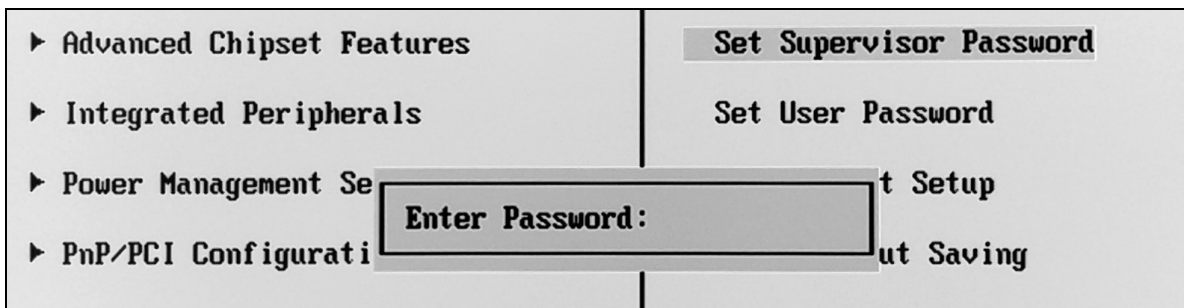 Advanced Chipset Features
Set Supervisor Password
Integrated Peripherals
Set User Password
Power Management Se
t Setup
Enter Password:
PnP/PCI Configurati
ut Saving